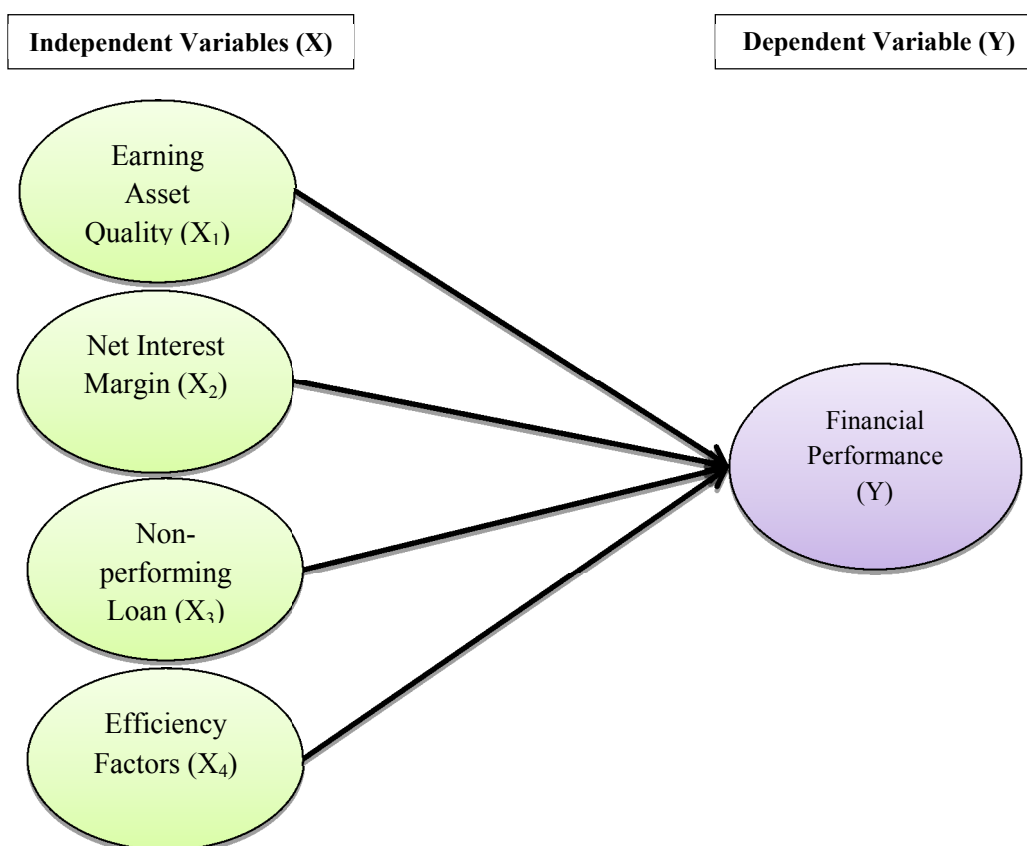 Independent Variables (X)
Dependent Variable (Y)
Earning
Asset
Quality (X₁)
Net Interest
Margin (X₂)
Non-
performing
Loan (X₃)
Efficiency
Factors (X₄)
Financial
Performance
(Y)